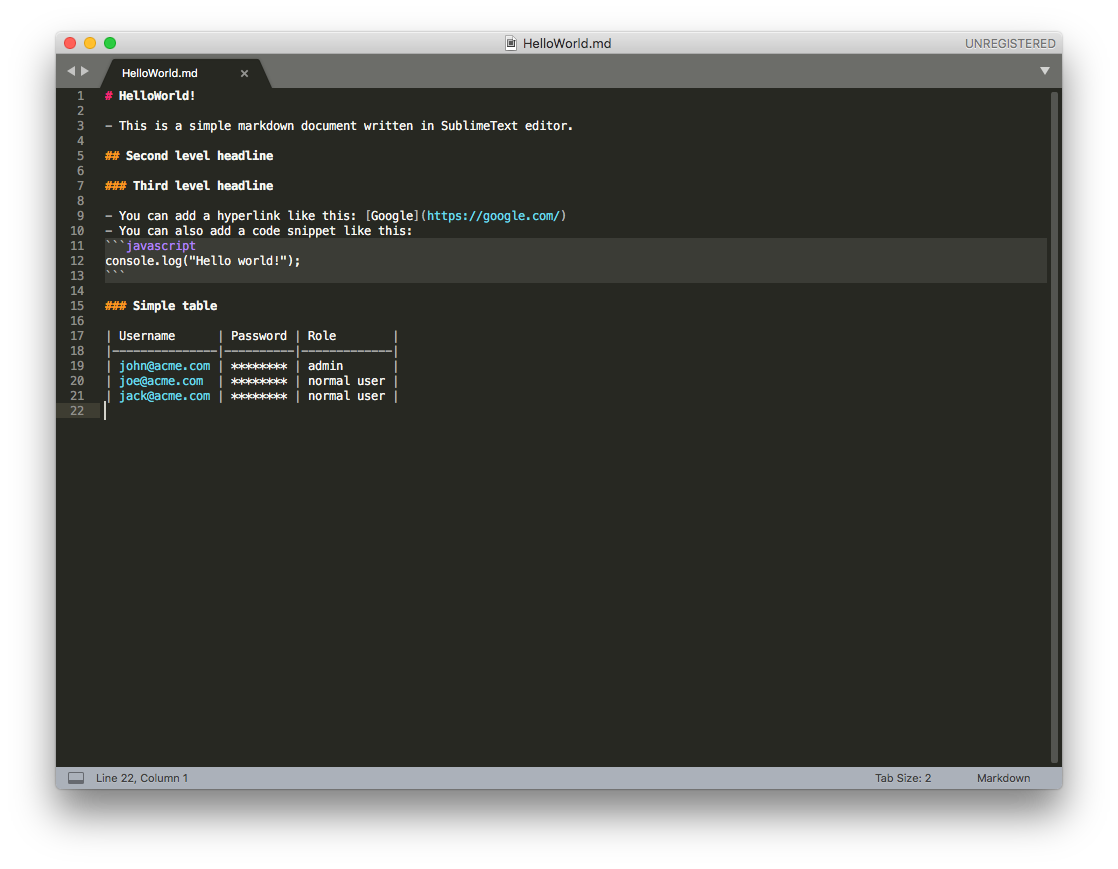 HelloWorld.md
UNREGISTERED
HelloWorld.md
1 # HelloWorld!
2
3 - This is a simple markdown document written in SublimeText editor.
4
5 ## Second level headline
6
7 ### Third level headline
8
9 - You can add a hyperlink like this: [Google](https://google.com/)
10 - You can also add a code snippet like this:
11 ```javascript
12 console.log("Hello world!");
13 ```
14
15 ### Simple table
16
17 | Username      | Password | Role        |
18 |---------------|----------|-------------|
19 | john@acme.com | ******** | admin       |
20 | joe@acme.com  | ******** | normal user |
21 | jack@acme.com | ******** | normal user |
22
Line 22, Column 1
Tab Size: 2
Markdown